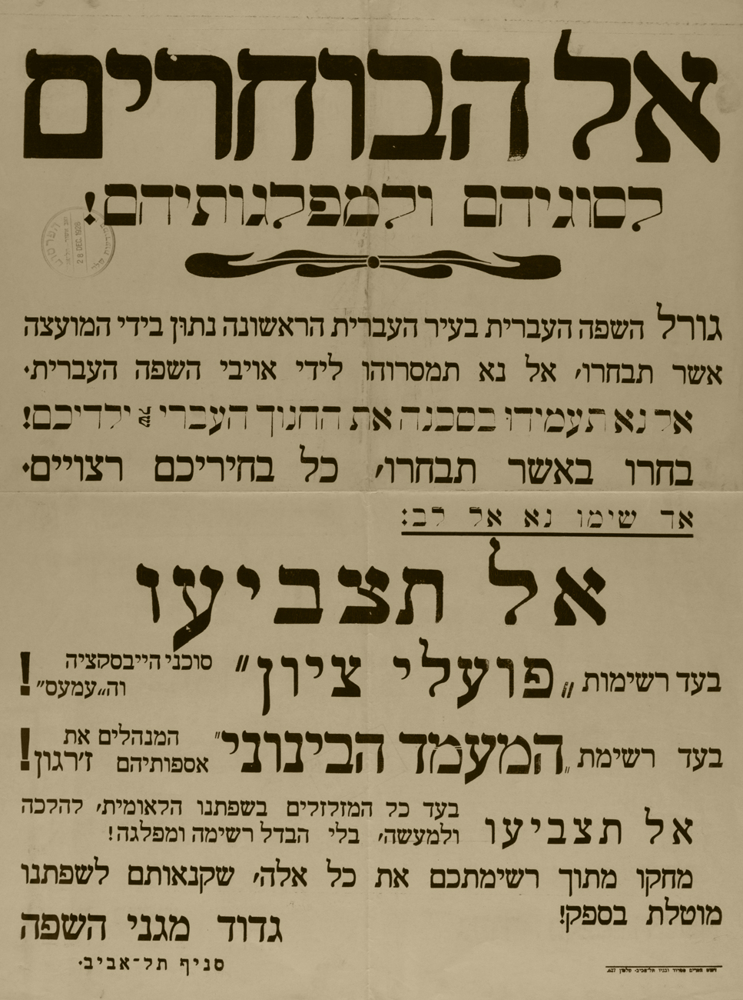 אל הבוחרים
לסוגיהם ולמפלגותיהם!
28 DEC. 1926
גורל השפה העברית בעיר העברית הראשונה נתון בידי המועצה
אשר תבחרו, אל נא תמסרוהו לידי אויבי השפה העברית.
אל נא תעמידו בסכנה את החנוך העברי של ילדיכם!
בחרו באשר תבחרו, כל בחיריכם רצויים.
אך שימו נא אל לב:
אל תצביעו
בעד רשימות „פועלי ציון" סוכני הייבסקציה
וה„עמעס"!
בעד רשימת „המעמד הבינוני" המנהלים את
אספותיהם ז'רגון!
אל תצביעו בעד כל המזלזלים בשפתנו הלאומית, להלכה
ולמעשה, בלי הבדל רשימה ומפלגה!
מחקו מתוך רשימתכם את כל אלה, שקנאותם לשפתנו
מוטלת בספק!
גדוד מגני השפה
סניף תל־אביב.